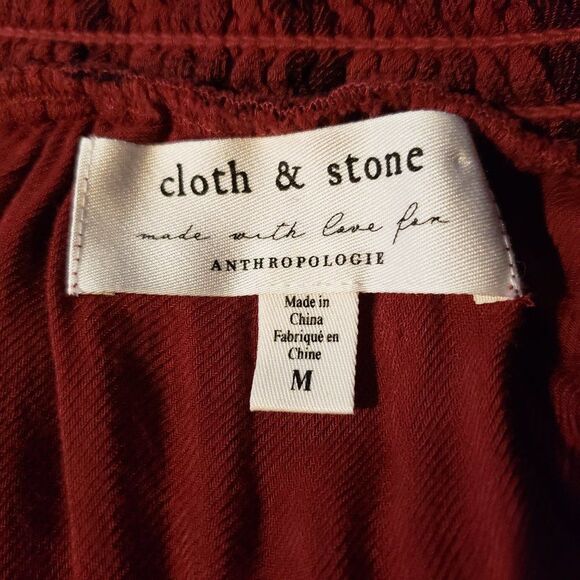 cloth & stone
made with love for
ANTHROPOLOGIE
Made in
China
Fabriqué en
Chine
M